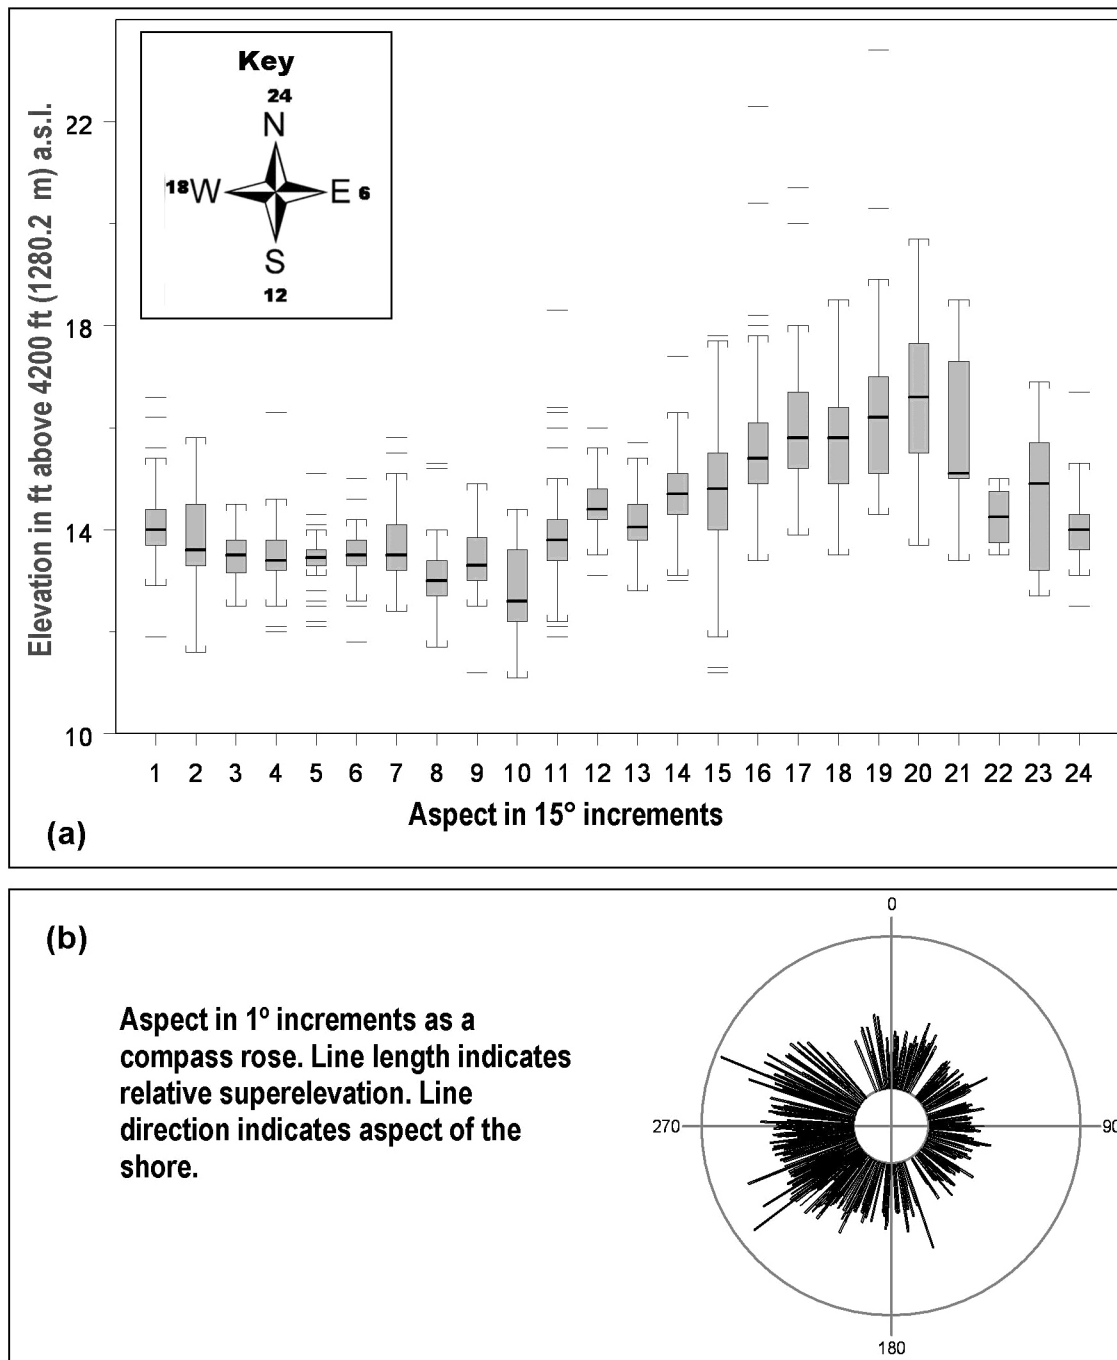 Key
24
N
18 W E 6
S
12
Elevation in ft above 4200 ft (1280.2 m) a.s.l.
22
18
14
10
1 2 3 4 5 6 7 8 9 10 11 12 13 14 15 16 17 18 19 20 21 22 23 24
Aspect in 15° increments
(a)
(b)
Aspect in 1º increments as a
compass rose. Line length indicates
relative superelevation. Line
direction indicates aspect of the
shore.
0
270
90
180